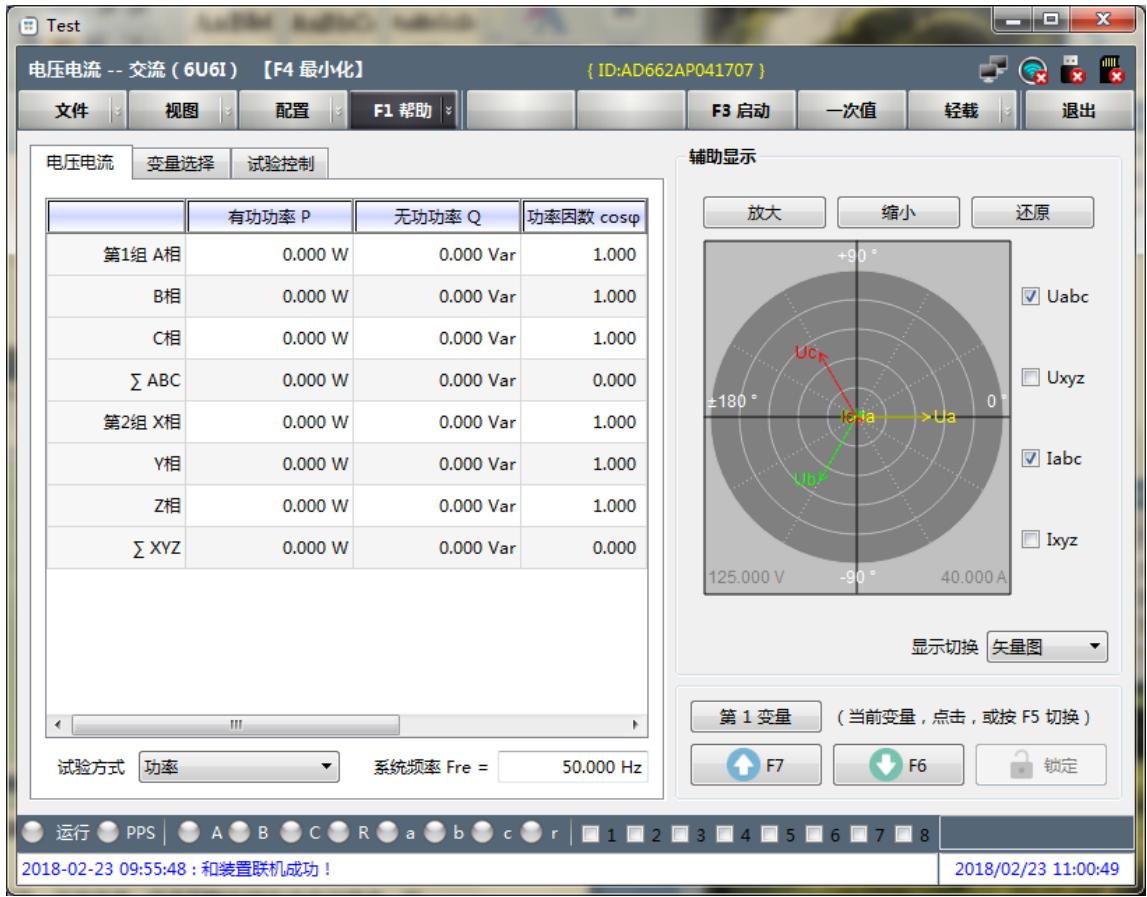 Test
电压电流 -- 交流 ( 6U6I ) 【F4 最小化】 { ID:AD662AP041707 }
文件 视图 配置 F1 帮助 F3 启动 一次值 轻载 退出
电压电流 变量选择 试验控制
有功功率 P 无功功率 Q 功率因数 cosφ
第1组 A相 0.000 W 0.000 Var 1.000
B相 0.000 W 0.000 Var 1.000
C相 0.000 W 0.000 Var 1.000
∑ ABC 0.000 W 0.000 Var 0.000
第2组 X相 0.000 W 0.000 Var 1.000
Y相 0.000 W 0.000 Var 1.000
Z相 0.000 W 0.000 Var 1.000
∑ XYZ 0.000 W 0.000 Var 0.000
试验方式 功率 系统频率 Fre = 50.000 Hz
辅助显示
放大 缩小 还原
+90 °
Uabc
Uc
Uxyz
±180 ° 0 °
Ua
Iabc
Ub
Ixyz
125.000 V -90 ° 40.000 A
显示切换 矢量图
第 1 变量 ( 当前变量 , 点击 , 或按 F5 切换 )
F7 F6 锁定
运行 PPS A B C R a b c r 1 2 3 4 5 6 7 8
2018-02-23 09:55:48 : 和装置联机成功 ! 2018/02/23 11:00:49